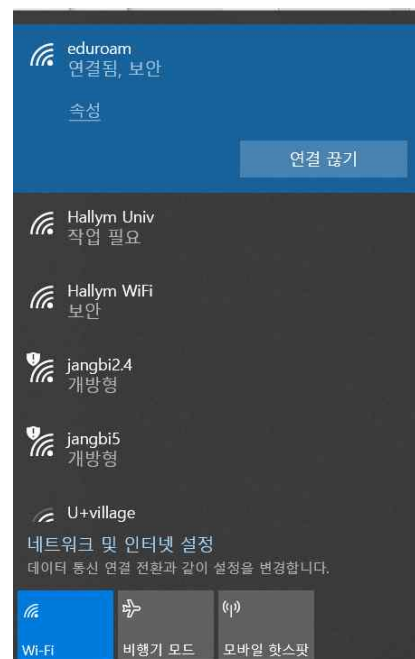 eduroam
연결됨, 보안
속성
연결 끊기
Hallym Univ
작업 필요
Hallym WiFi
보안
jangbi2.4
개방형
jangbi5
개방형
U+village
네트워크 및 인터넷 설정
데이터 통신 연결 전환과 같이 설정을 변경합니다.
Wi-Fi
비행기 모드
모바일 핫스팟